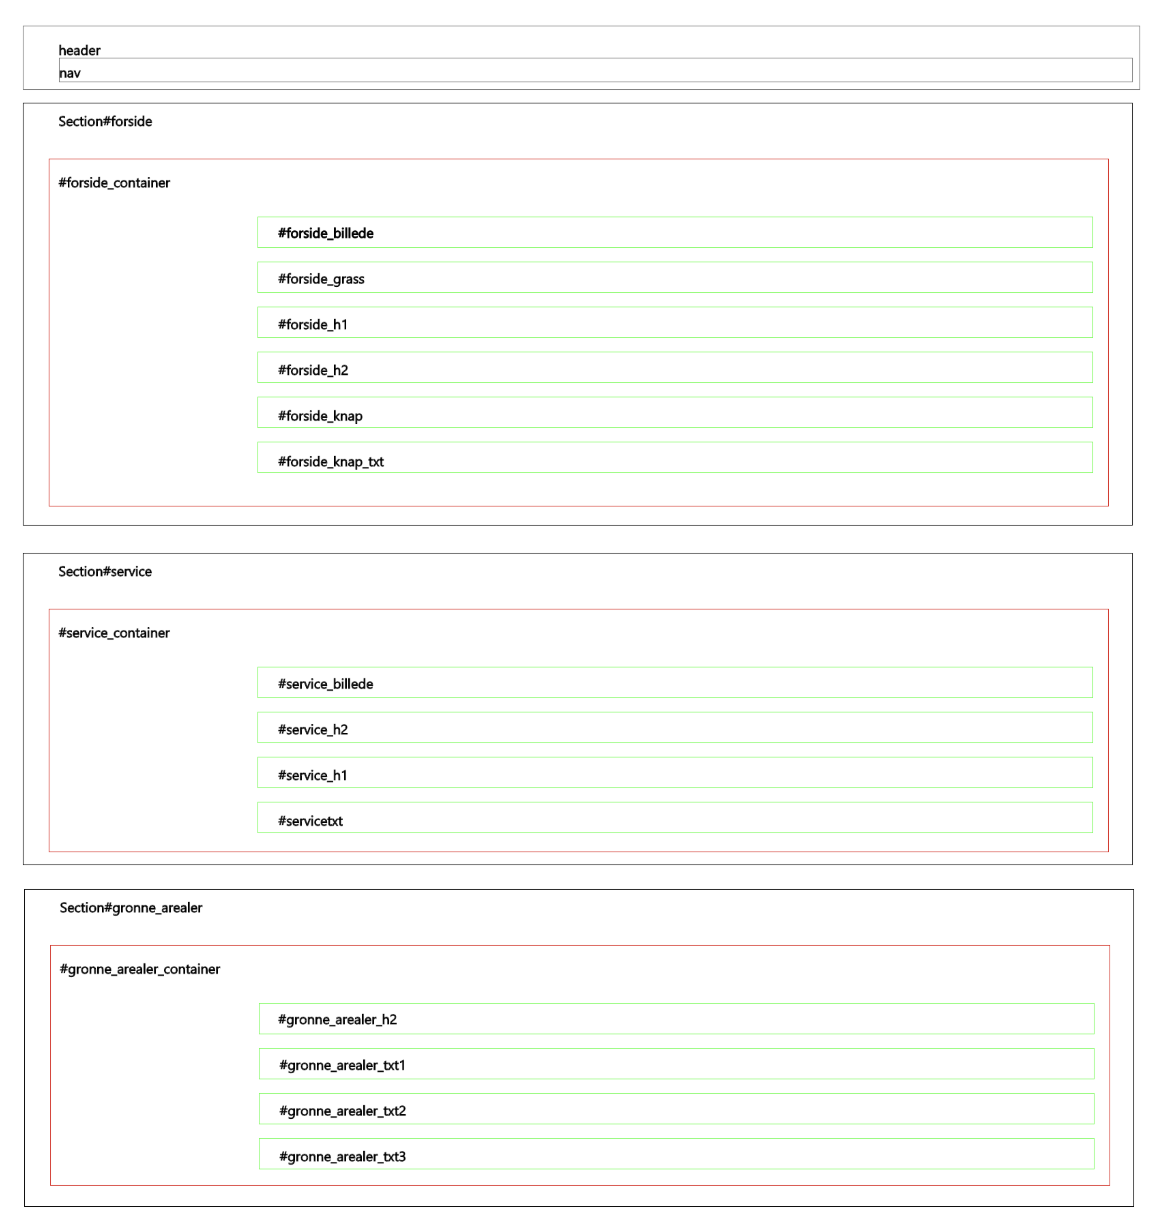 header
nav
Section#forside
#forside_container
#forside_billede
#forside_grass
#forside_h1
#forside_h2
#forside_knap
#forside_knap_txt
Section#service
#service_container
#service_billede
#service_h2
#service_h1
#servicetxt
Section#gronne_arealer
#gronne_arealer_container
#gronne_arealer_h2
#gronne_arealer_txt1
#gronne_arealer_txt2
#gronne_arealer_txt3